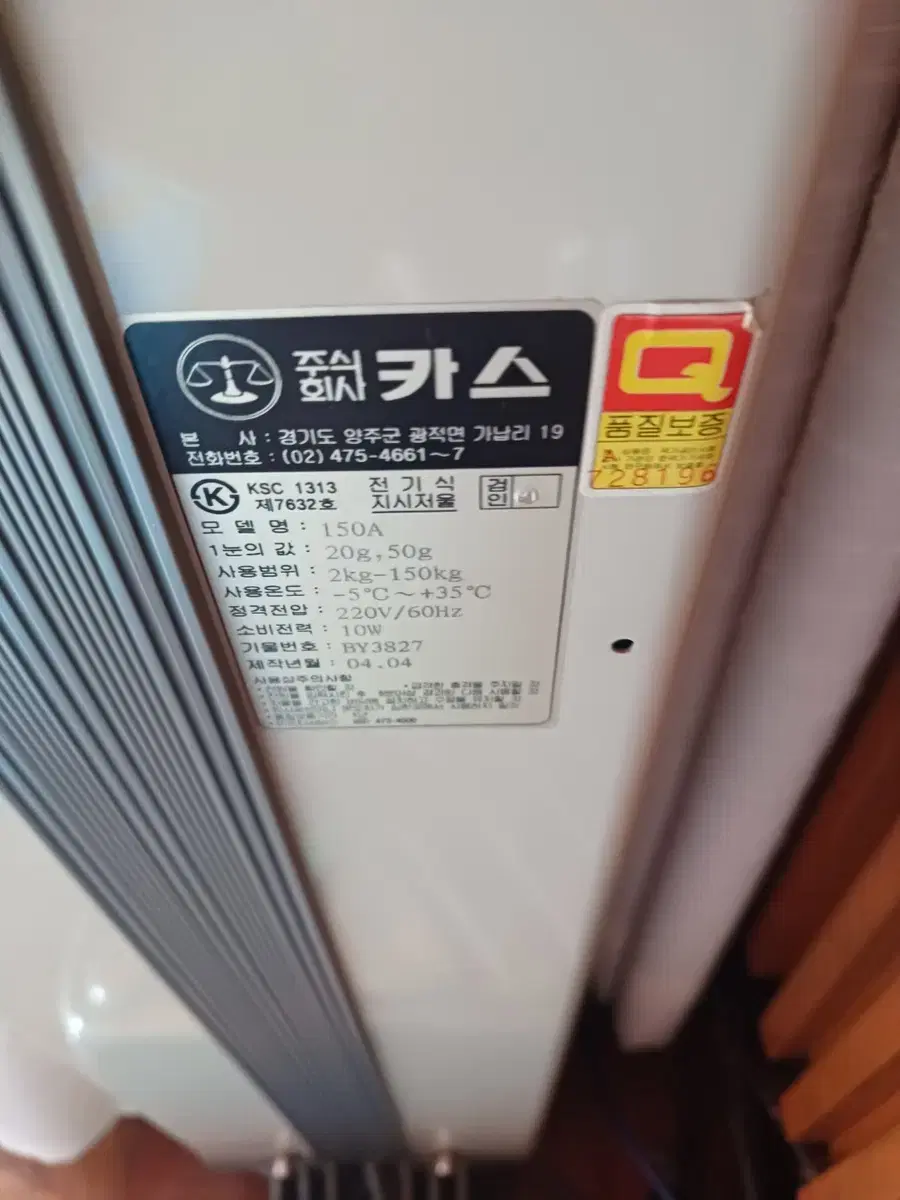 주식회사 카스
본 사 : 경기도 양주군 광적면 가납리 19
전화번호 : (02) 475-4661~7
KSC 1313
제7632호
전기식
지시저울
검
인
모델명 : 150A
1눈의 값 : 20g, 50g
사용범위 : 2kg-150kg
사용온도 : -5℃~+35℃
정격전압 : 220V/60Hz
소비전력 : 10W
기물번호 : BY3827
제작년월 : 04.04
사용상주의사항
Q
품질보증
728196